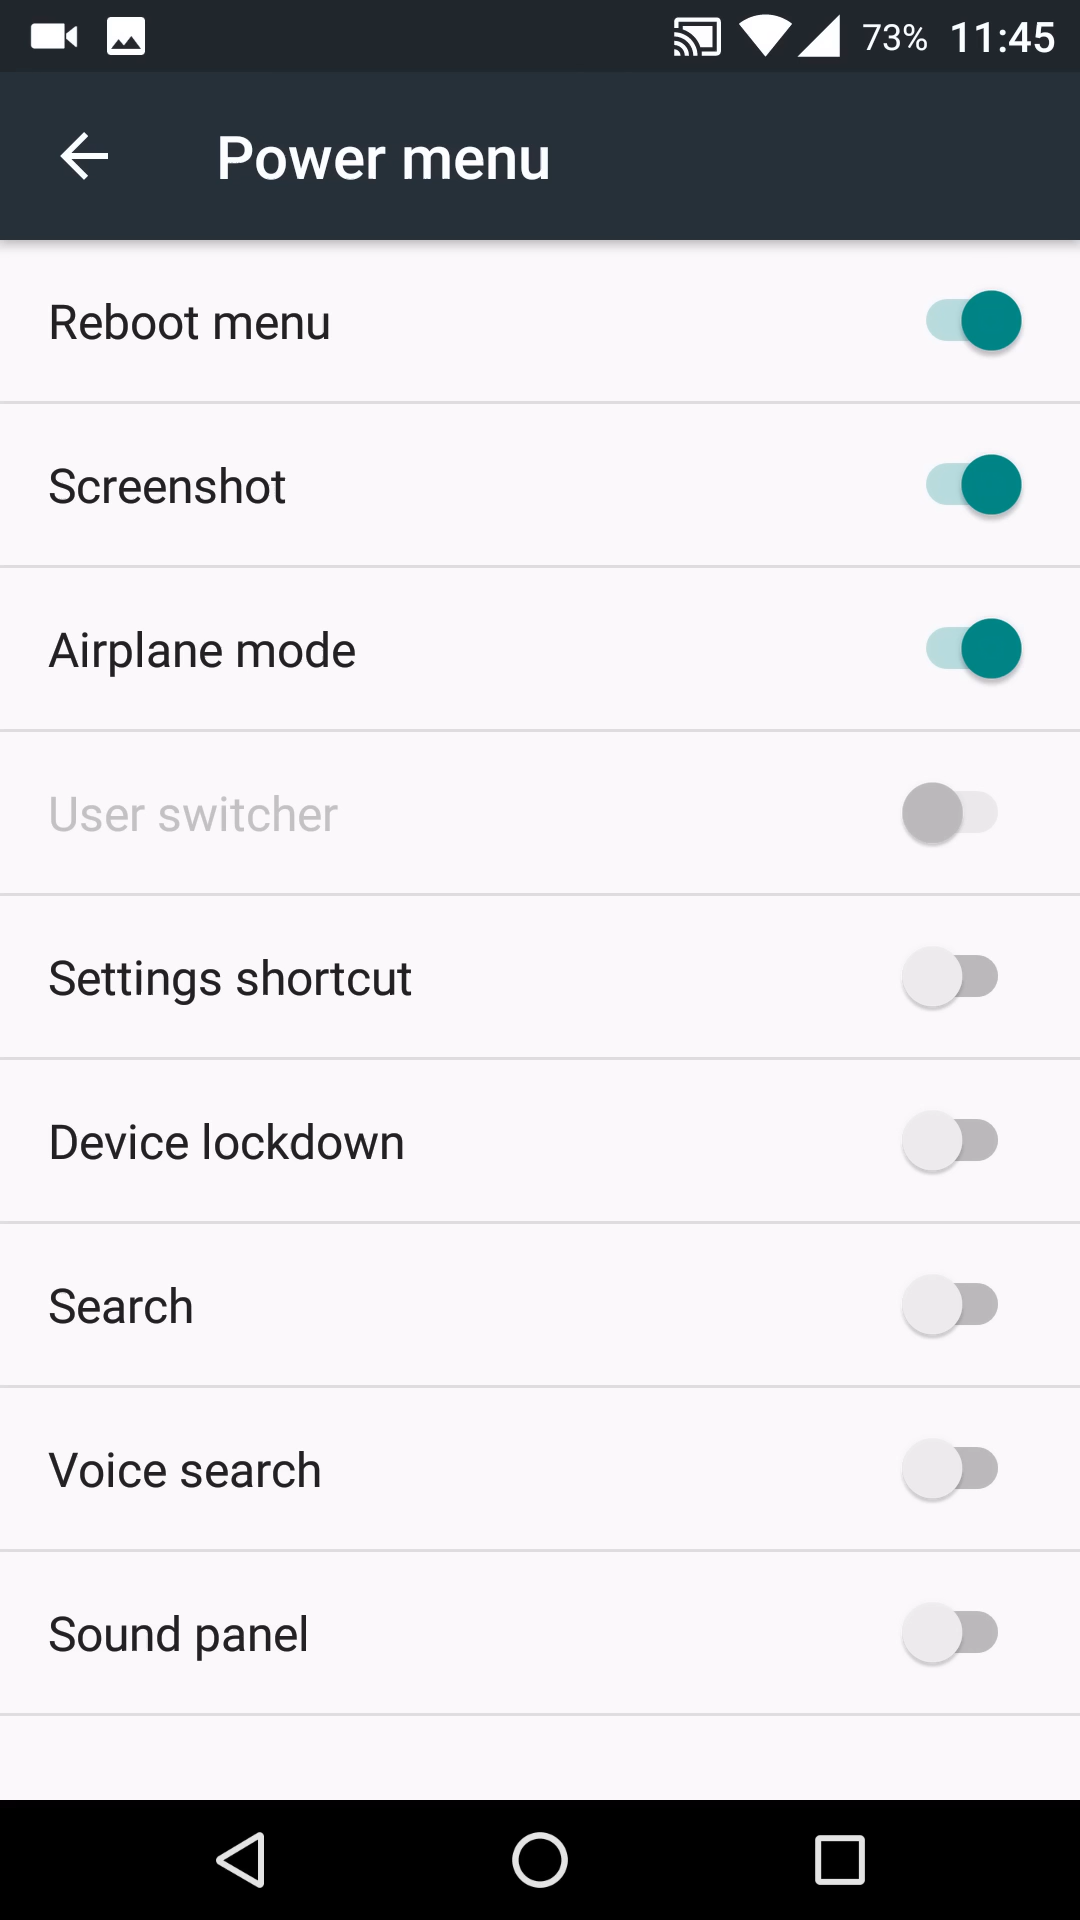 73% 11:45
Power menu
Reboot menu
Screenshot
Airplane mode
User switcher
Settings shortcut
Device lockdown
Search
Voice search
Sound panel